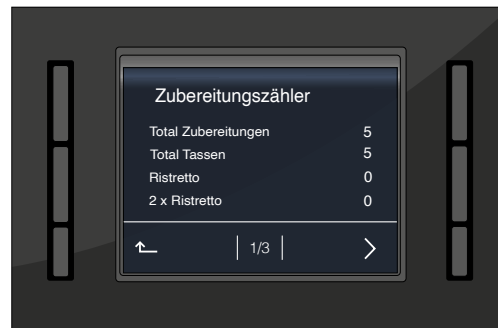 Zubereitungszähler
Total Zubereitungen 5
Total Tassen 5
Ristretto 0
2 x Ristretto 0
1/3